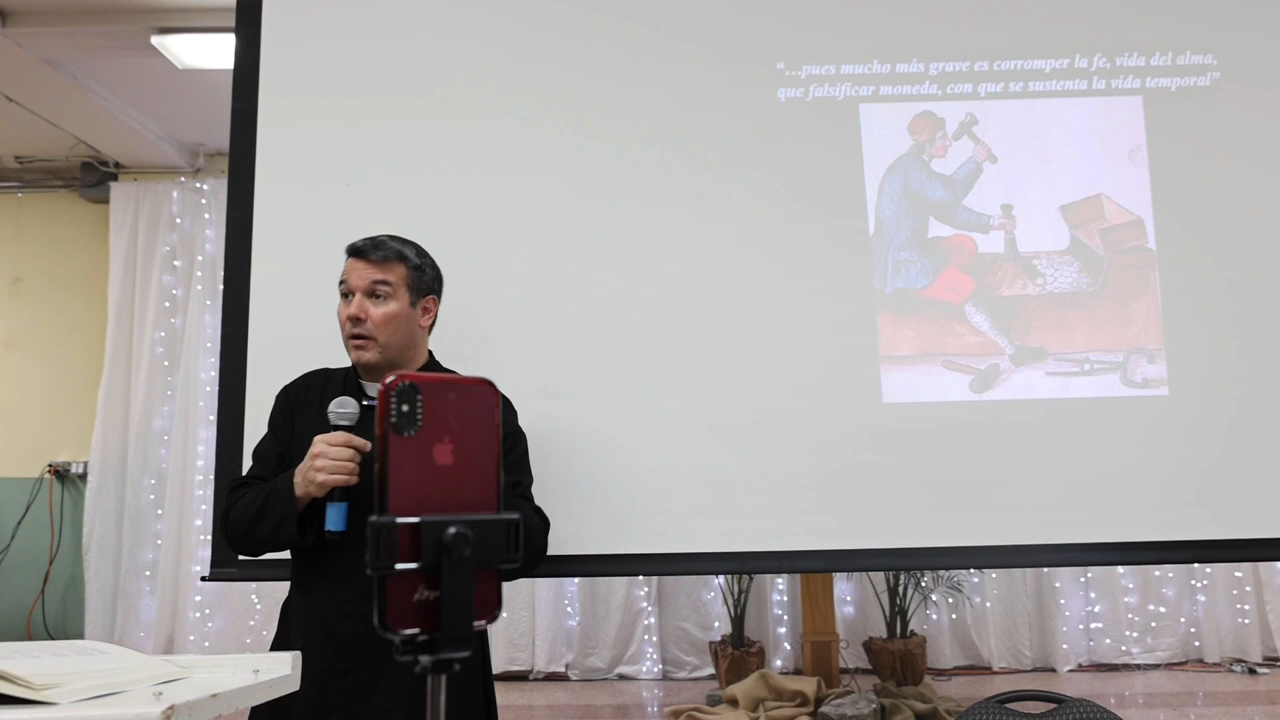 “...pues mucho más grave es corromper la fe, vida del alma,
que falsificar moneda, con que se sustenta la vida temporal”